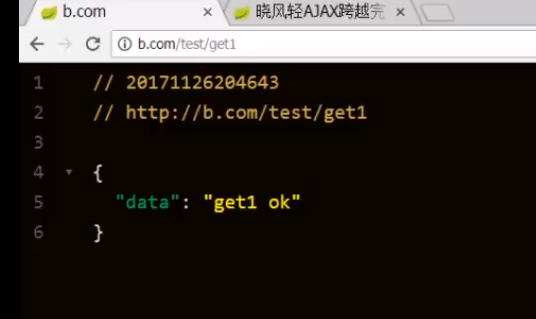 b.com
晓风轻AJAX跨越完
b.com/test/get1
1 // 20171126204643
2 // http://b.com/test/get1
3
4 {
5 "data": "get1 ok"
6 }